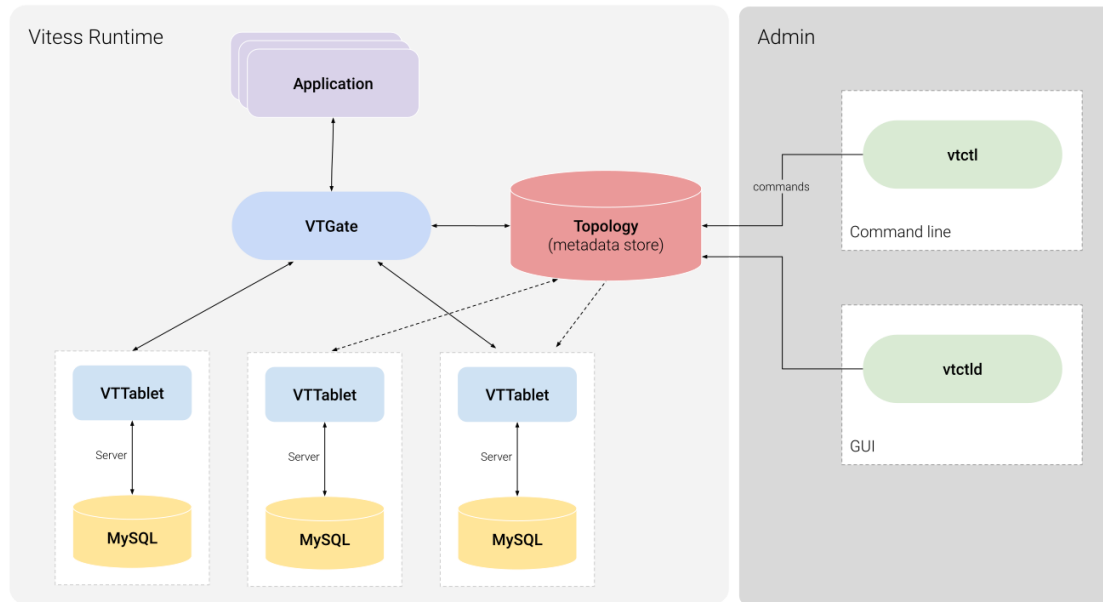 Vitess Runtime
Admin
Application
vtctl
commands
VTGate
Topology
(metadata store)
Command line
vtctld
VTTablet
VTTablet
VTTablet
GUI
Server
Server
Server
MySQL
MySQL
MySQL